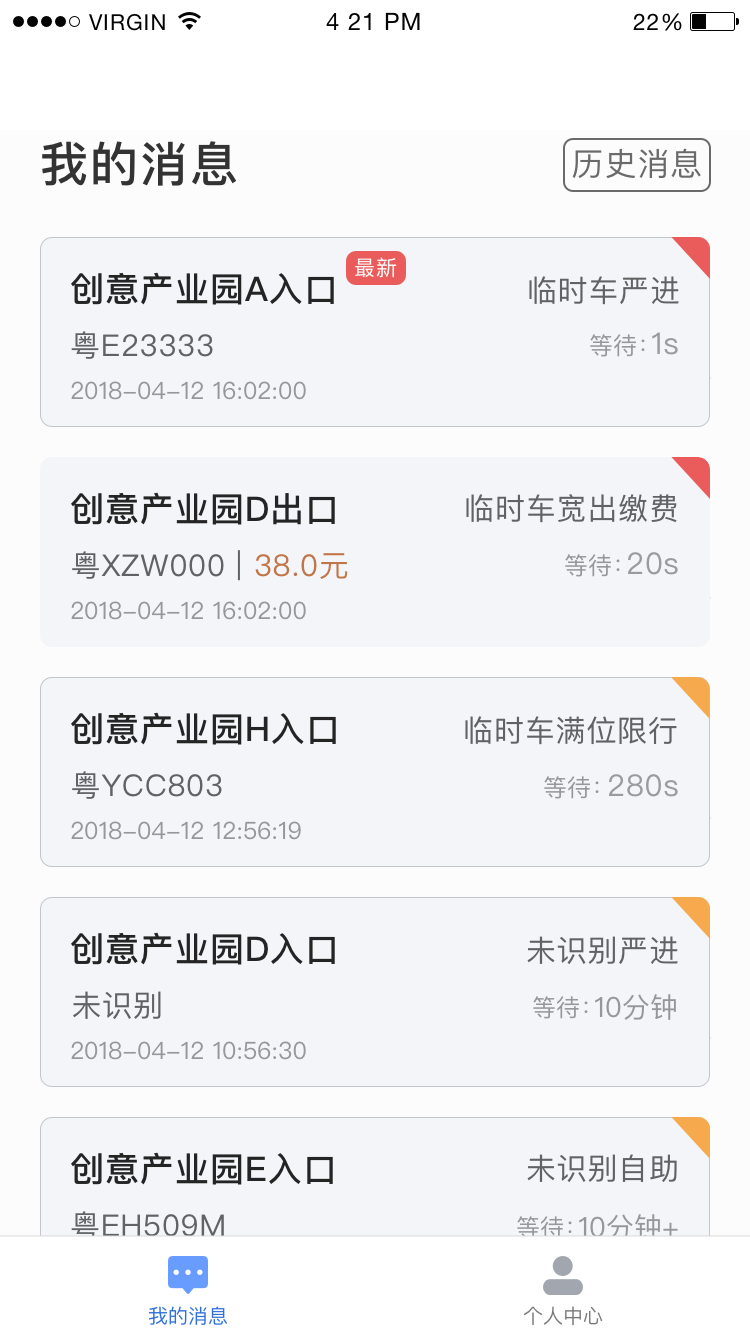 VIRGIN 4 21 PM 22%
我的消息 历史消息
创意产业园A入口 最新 临时车严进
粤E23333 等待:1s
2018-04-12 16:02:00
创意产业园D出口 临时车宽出缴费
粤XZW000 | 38.0元 等待:20s
2018-04-12 16:02:00
创意产业园H入口 临时车满位限行
粤YCC803 等待:280s
2018-04-12 12:56:19
创意产业园D入口 未识别严进
未识别 等待:10分钟
2018-04-12 10:56:30
创意产业园E入口 未识别自助
粤EH509M 等待:10分钟+
我的消息 个人中心